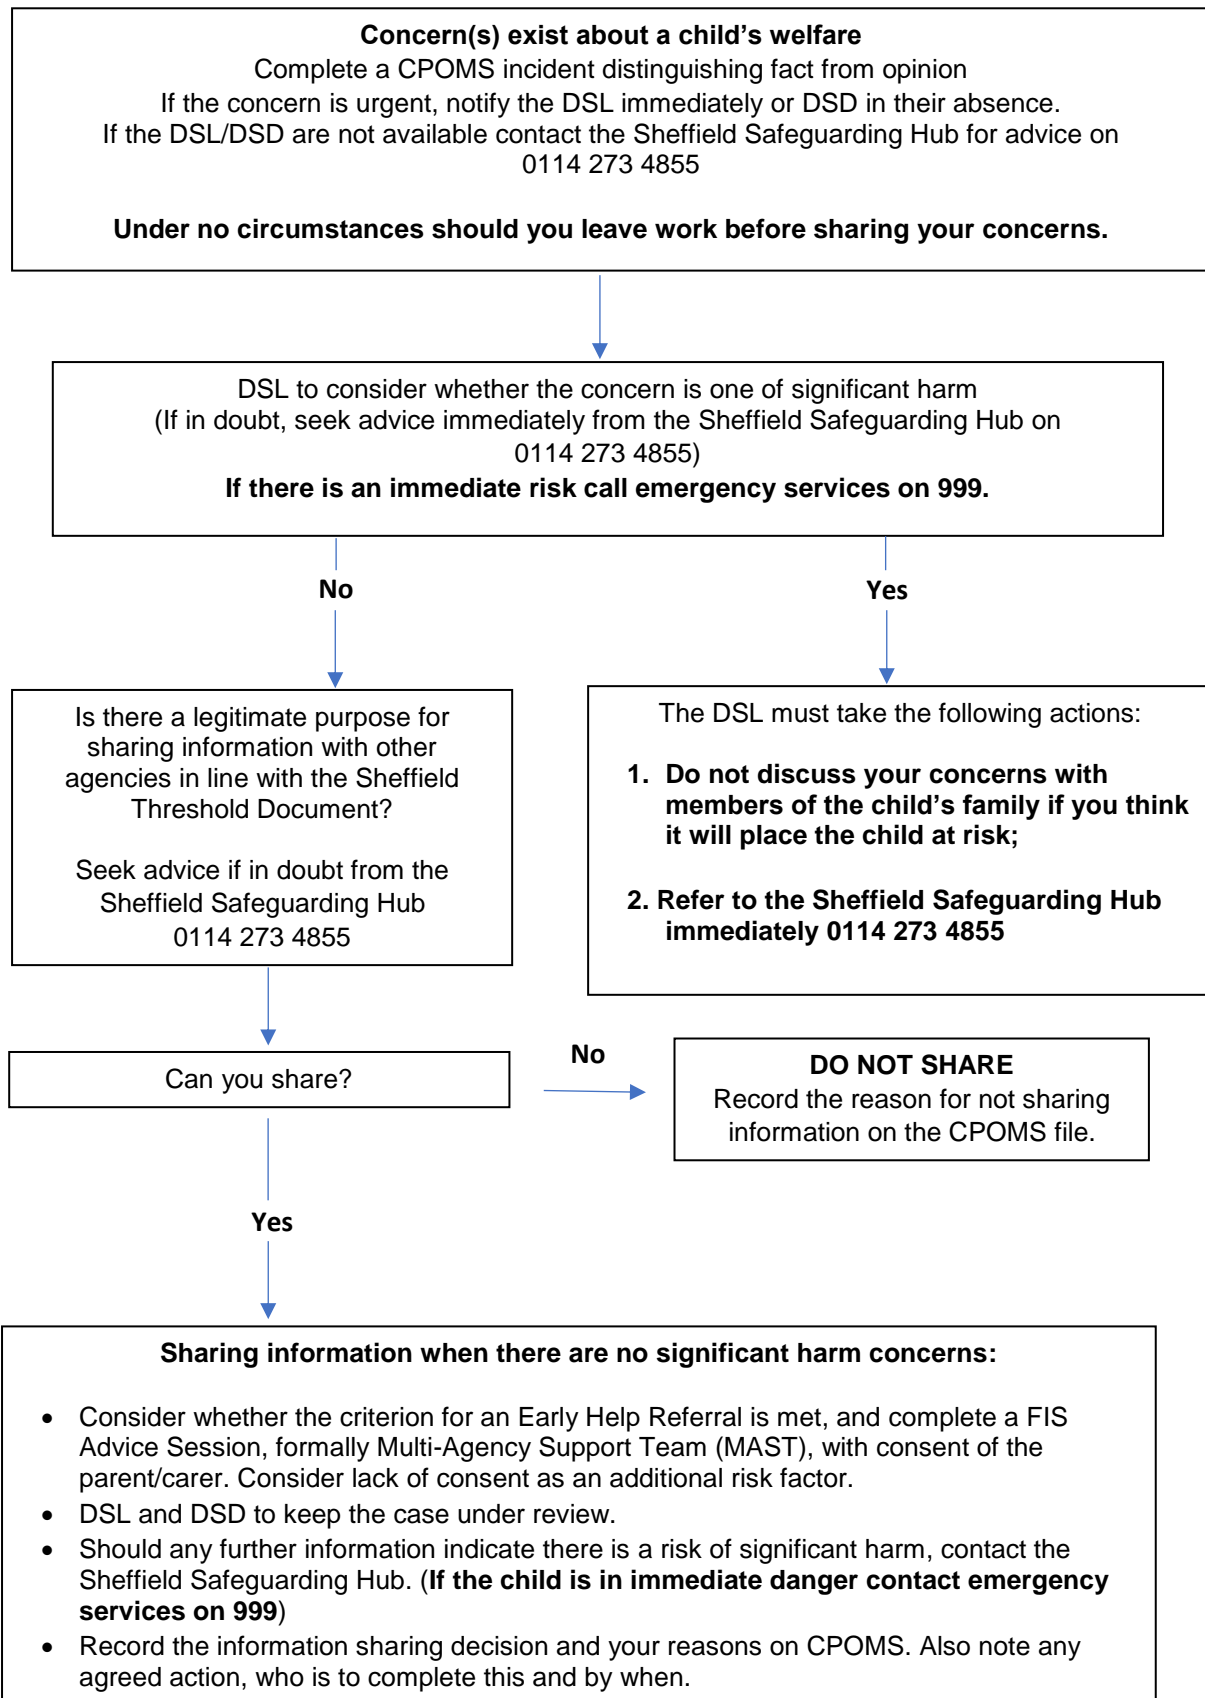 Concern(s) exist about a child’s welfare
Complete a CPOMS incident distinguishing fact from opinion
If the concern is urgent, notify the DSL immediately or DSD in their absence.
If the DSL/DSD are not available contact the Sheffield Safeguarding Hub for advice on
0114 273 4855
Under no circumstances should you leave work before sharing your concerns.
DSL to consider whether the concern is one of significant harm
(If in doubt, seek advice immediately from the Sheffield Safeguarding Hub on
0114 273 4855)
If there is an immediate risk call emergency services on 999.
No
Yes
Is there a legitimate purpose for
sharing information with other
agencies in line with the Sheffield
Threshold Document?
Seek advice if in doubt from the
Sheffield Safeguarding Hub
0114 273 4855
The DSL must take the following actions:
1. Do not discuss your concerns with
members of the child’s family if you think
it will place the child at risk;
2. Refer to the Sheffield Safeguarding Hub
immediately 0114 273 4855
Can you share?
No
DO NOT SHARE
Record the reason for not sharing
information on the CPOMS file.
Yes
Sharing information when there are no significant harm concerns:
• Consider whether the criterion for an Early Help Referral is met, and complete a FIS
Advice Session, formally Multi-Agency Support Team (MAST), with consent of the
parent/carer. Consider lack of consent as an additional risk factor.
• DSL and DSD to keep the case under review.
• Should any further information indicate there is a risk of significant harm, contact the
Sheffield Safeguarding Hub. (If the child is in immediate danger contact emergency
services on 999)
• Record the information sharing decision and your reasons on CPOMS. Also note any
agreed action, who is to complete this and by when.